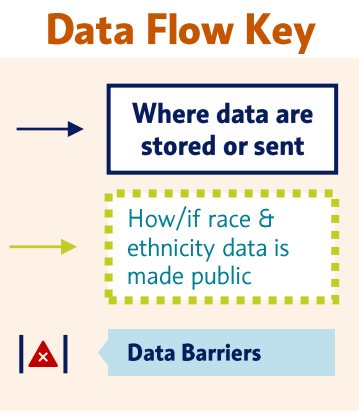 Data Flow Key
Where data are
stored or sent
How/if race &
ethnicity data is
made public
Data Barriers